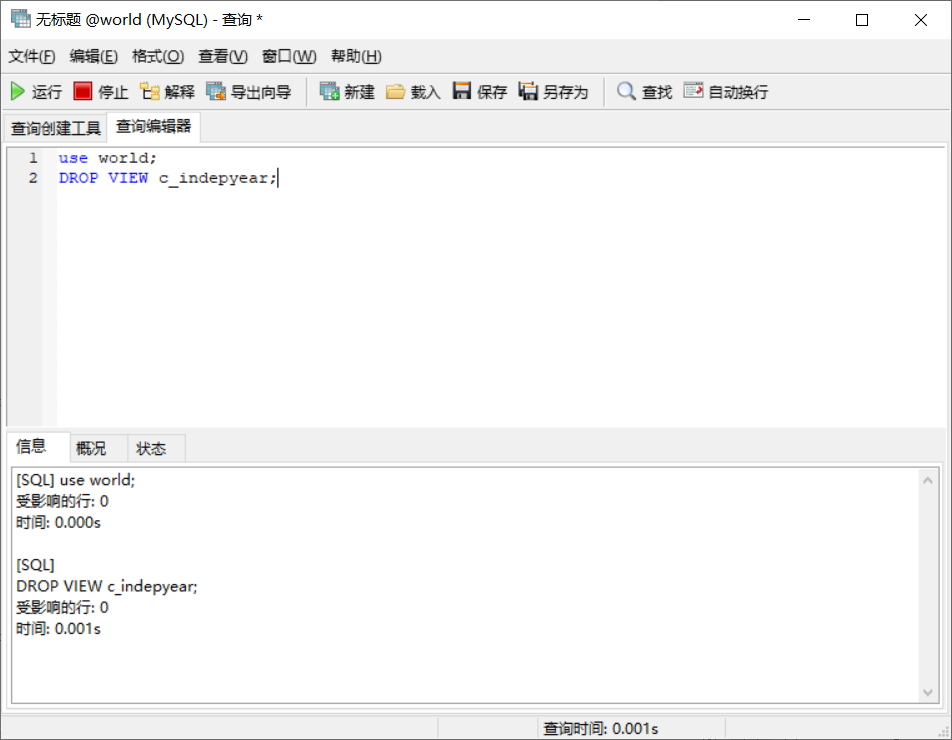 无标题 @world (MySQL) - 查询 *
文件(F) 编辑(E) 格式(O) 查看(V) 窗口(W) 帮助(H)
运行 停止 解释 导出向导 新建 载入 保存 另存为 查找 自动换行
查询创建工具 查询编辑器
1 use world;
2 DROP VIEW c_indepyear;
信息 概况 状态
[SQL] use world;
受影响的行: 0
时间: 0.000s
[SQL]
DROP VIEW c_indepyear;
受影响的行: 0
时间: 0.001s
查询时间: 0.001s